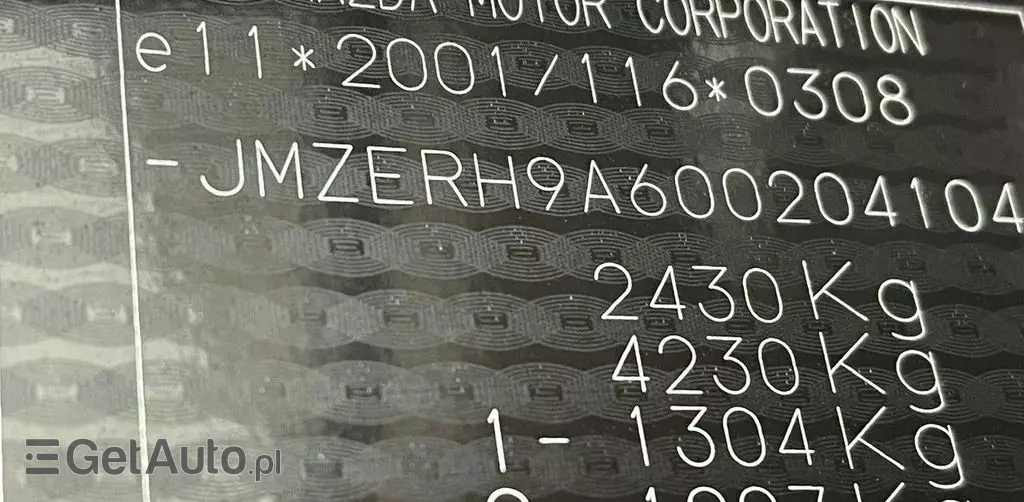 MOTOR CORPORATION
e11*2001/116*0308
-JMZERH9A600204104
2430Kg
4230Kg
1-1304Kg
GetAuto.pl